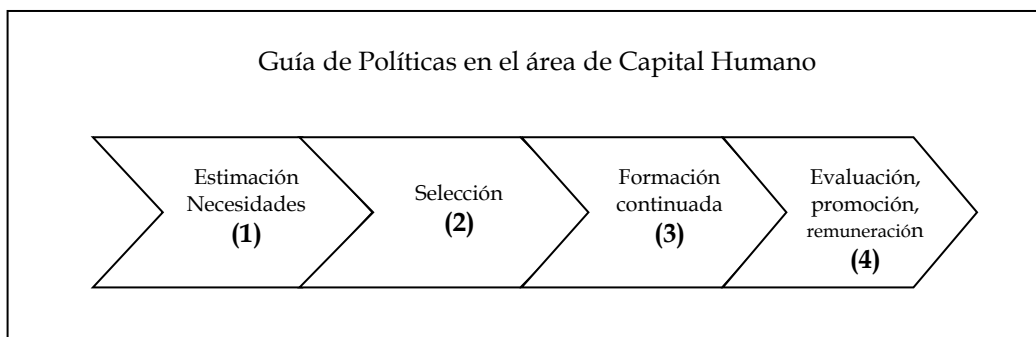 Guía de Políticas en el área de Capital Humano
Estimación
Necesidades
(1)
Selección
(2)
Formación
continuada
(3)
Evaluación,
promoción,
remuneración
(4)